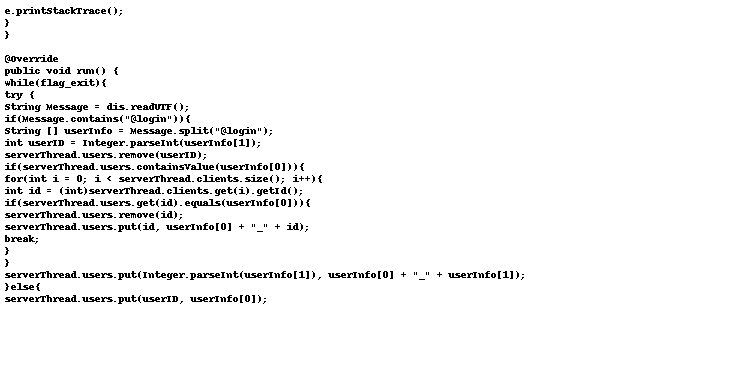 e.printStackTrace();
}
}

@Override
public void run() {
while(flag_exit){
try {
String Message = dis.readUTF();
if(Message.contains("@login")){
String [] userInfo = Message.split("@login");
int userID = Integer.parseInt(userInfo[1]);
serverThread.users.remove(userID);
if(serverThread.users.containsValue(userInfo[0])){
for(int i = 0; i < serverThread.clients.size(); i++){
int id = (int)serverThread.clients.get(i).getId();
if(serverThread.users.get(id).equals(userInfo[0])){
serverThread.users.remove(id);
serverThread.users.put(id, userInfo[0] + "_" + id);
break;
}
}
serverThread.users.put(Integer.parseInt(userInfo[1]), userInfo[0] + "_" + userInfo[1]);
}else{
serverThread.users.put(userID, userInfo[0]);